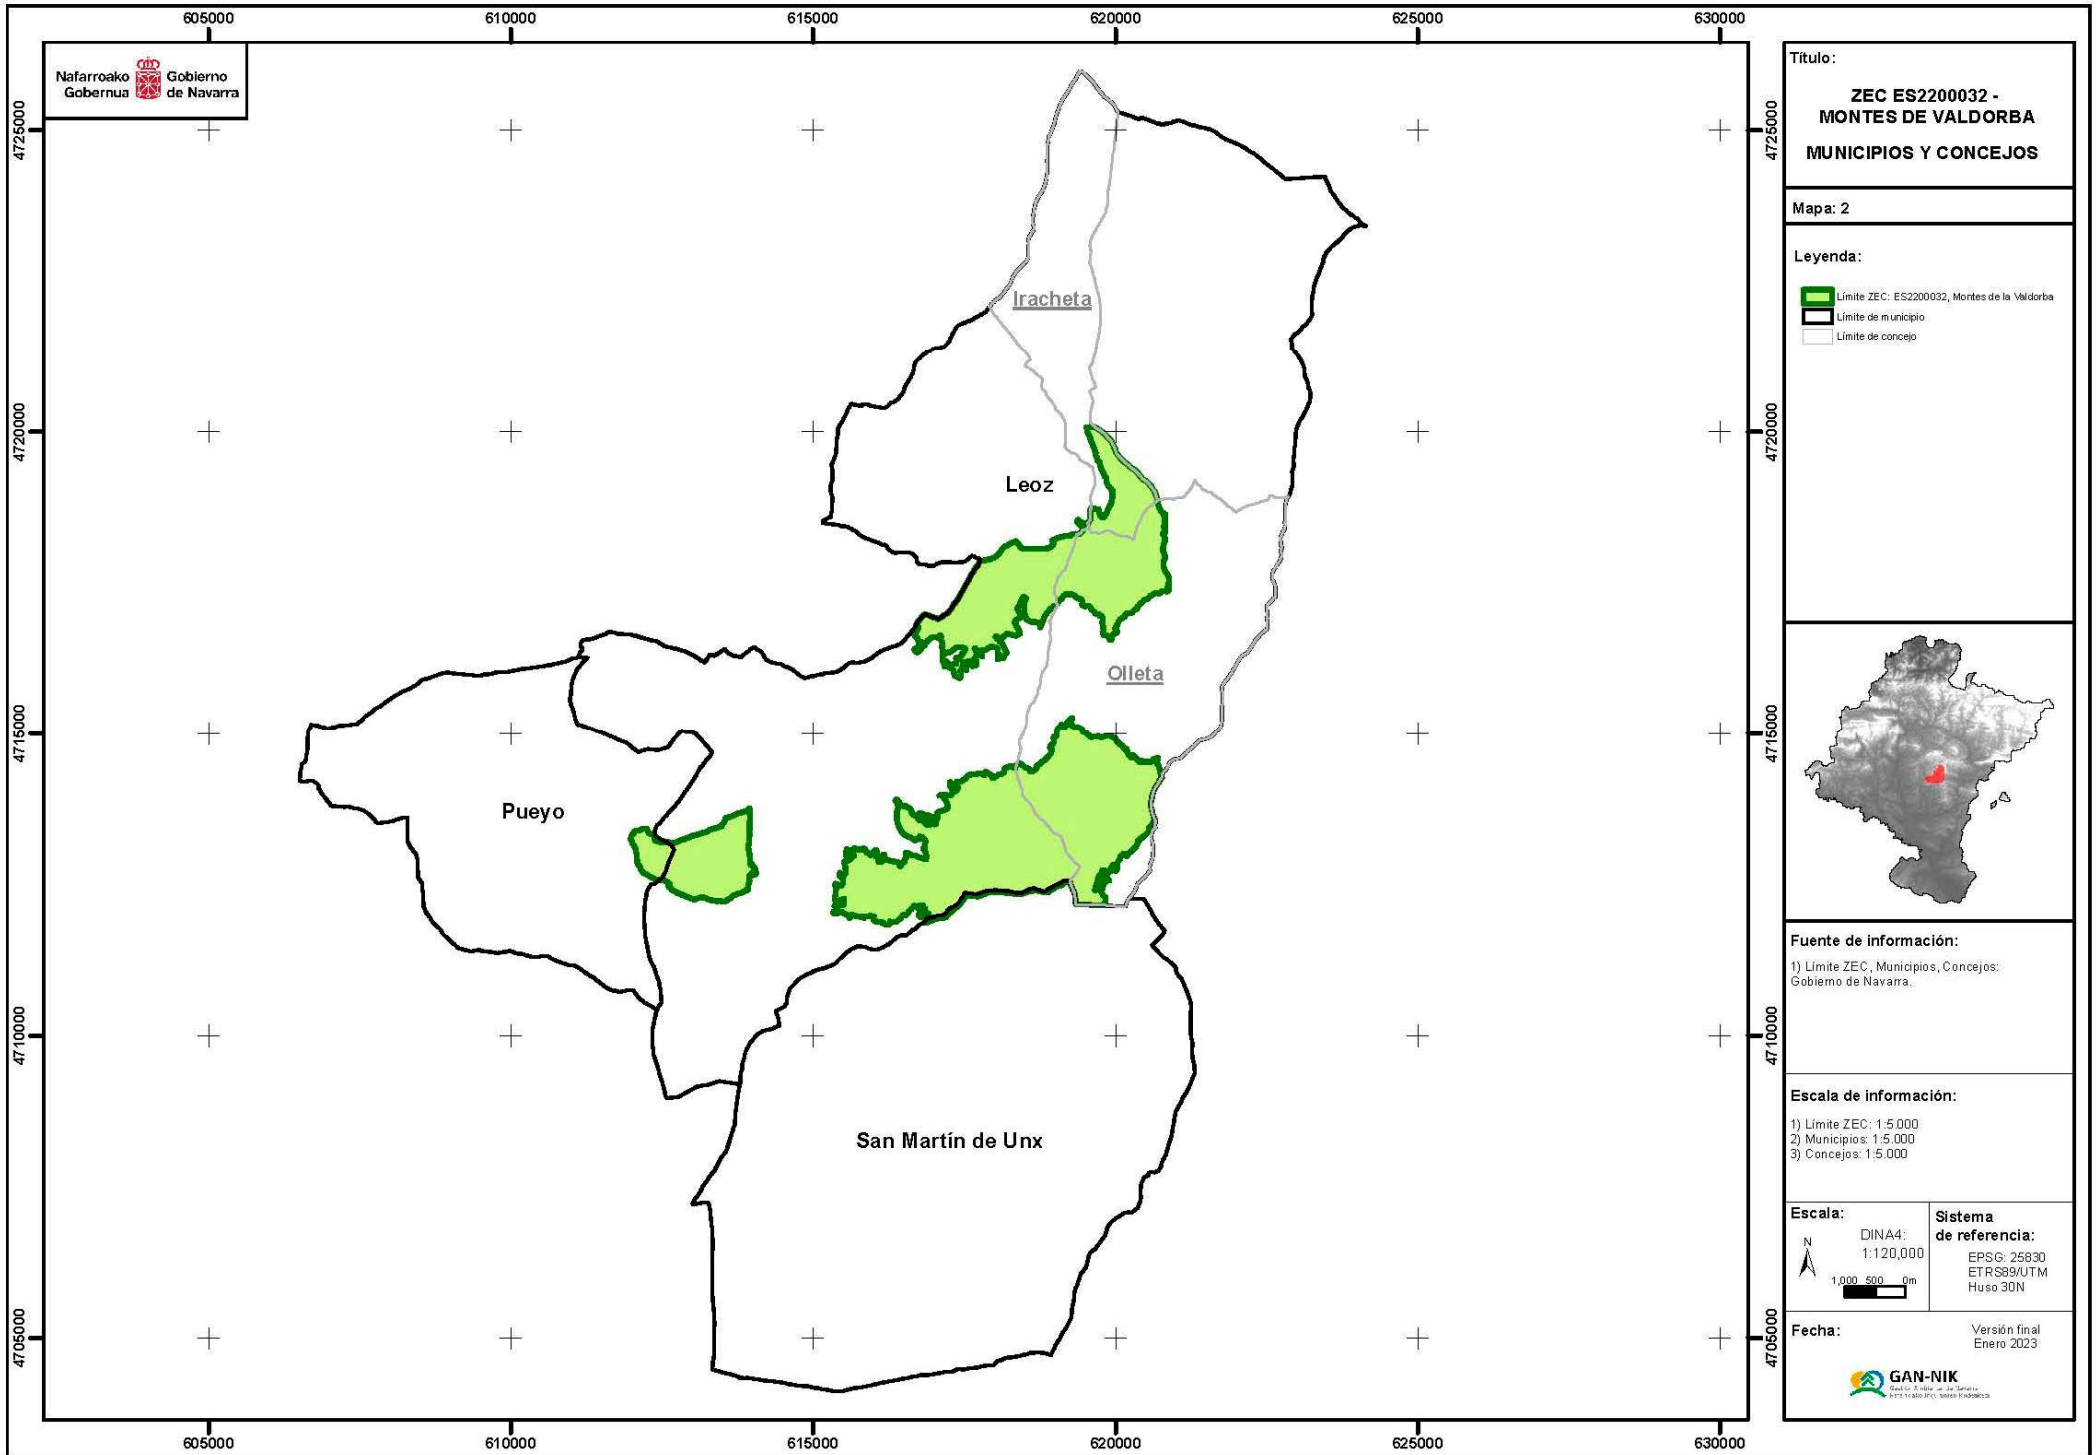 605000 610000 615000 620000 625000 630000
Nafarroako Gobierno
Gobernua de Navarra
4725000 4725000
4720000 4720000
4715000 4715000
4710000 4710000
4705000 4705000
Iracheta
Leoz
Olleta
Pueyo
San Martín de Unx
605000 610000 615000 620000 625000 630000
Título:
ZEC ES2200032 -
MONTES DE VALDORBA
MUNICIPIOS Y CONCEJOS
Mapa: 2
Leyenda:
Límite ZEC: ES2200032, Montes de la Valdorba
Límite de municipio
Límite de concejo
Fuente de información:
1) Límite ZEC, Municipios, Concejos:
Gobierno de Navarra.
Escala de información:
1) Límite ZEC: 1:5.000
2) Municipios: 1:5.000
3) Concejos: 1:5.000
Escala:
DINA4:
1:120,000
N
1,000 500 0m
Sistema
de referencia:
EPSG: 25830
ETRS89/UTM
Huso 30N
Fecha:
Versión final
Enero 2023
GAN-NIK